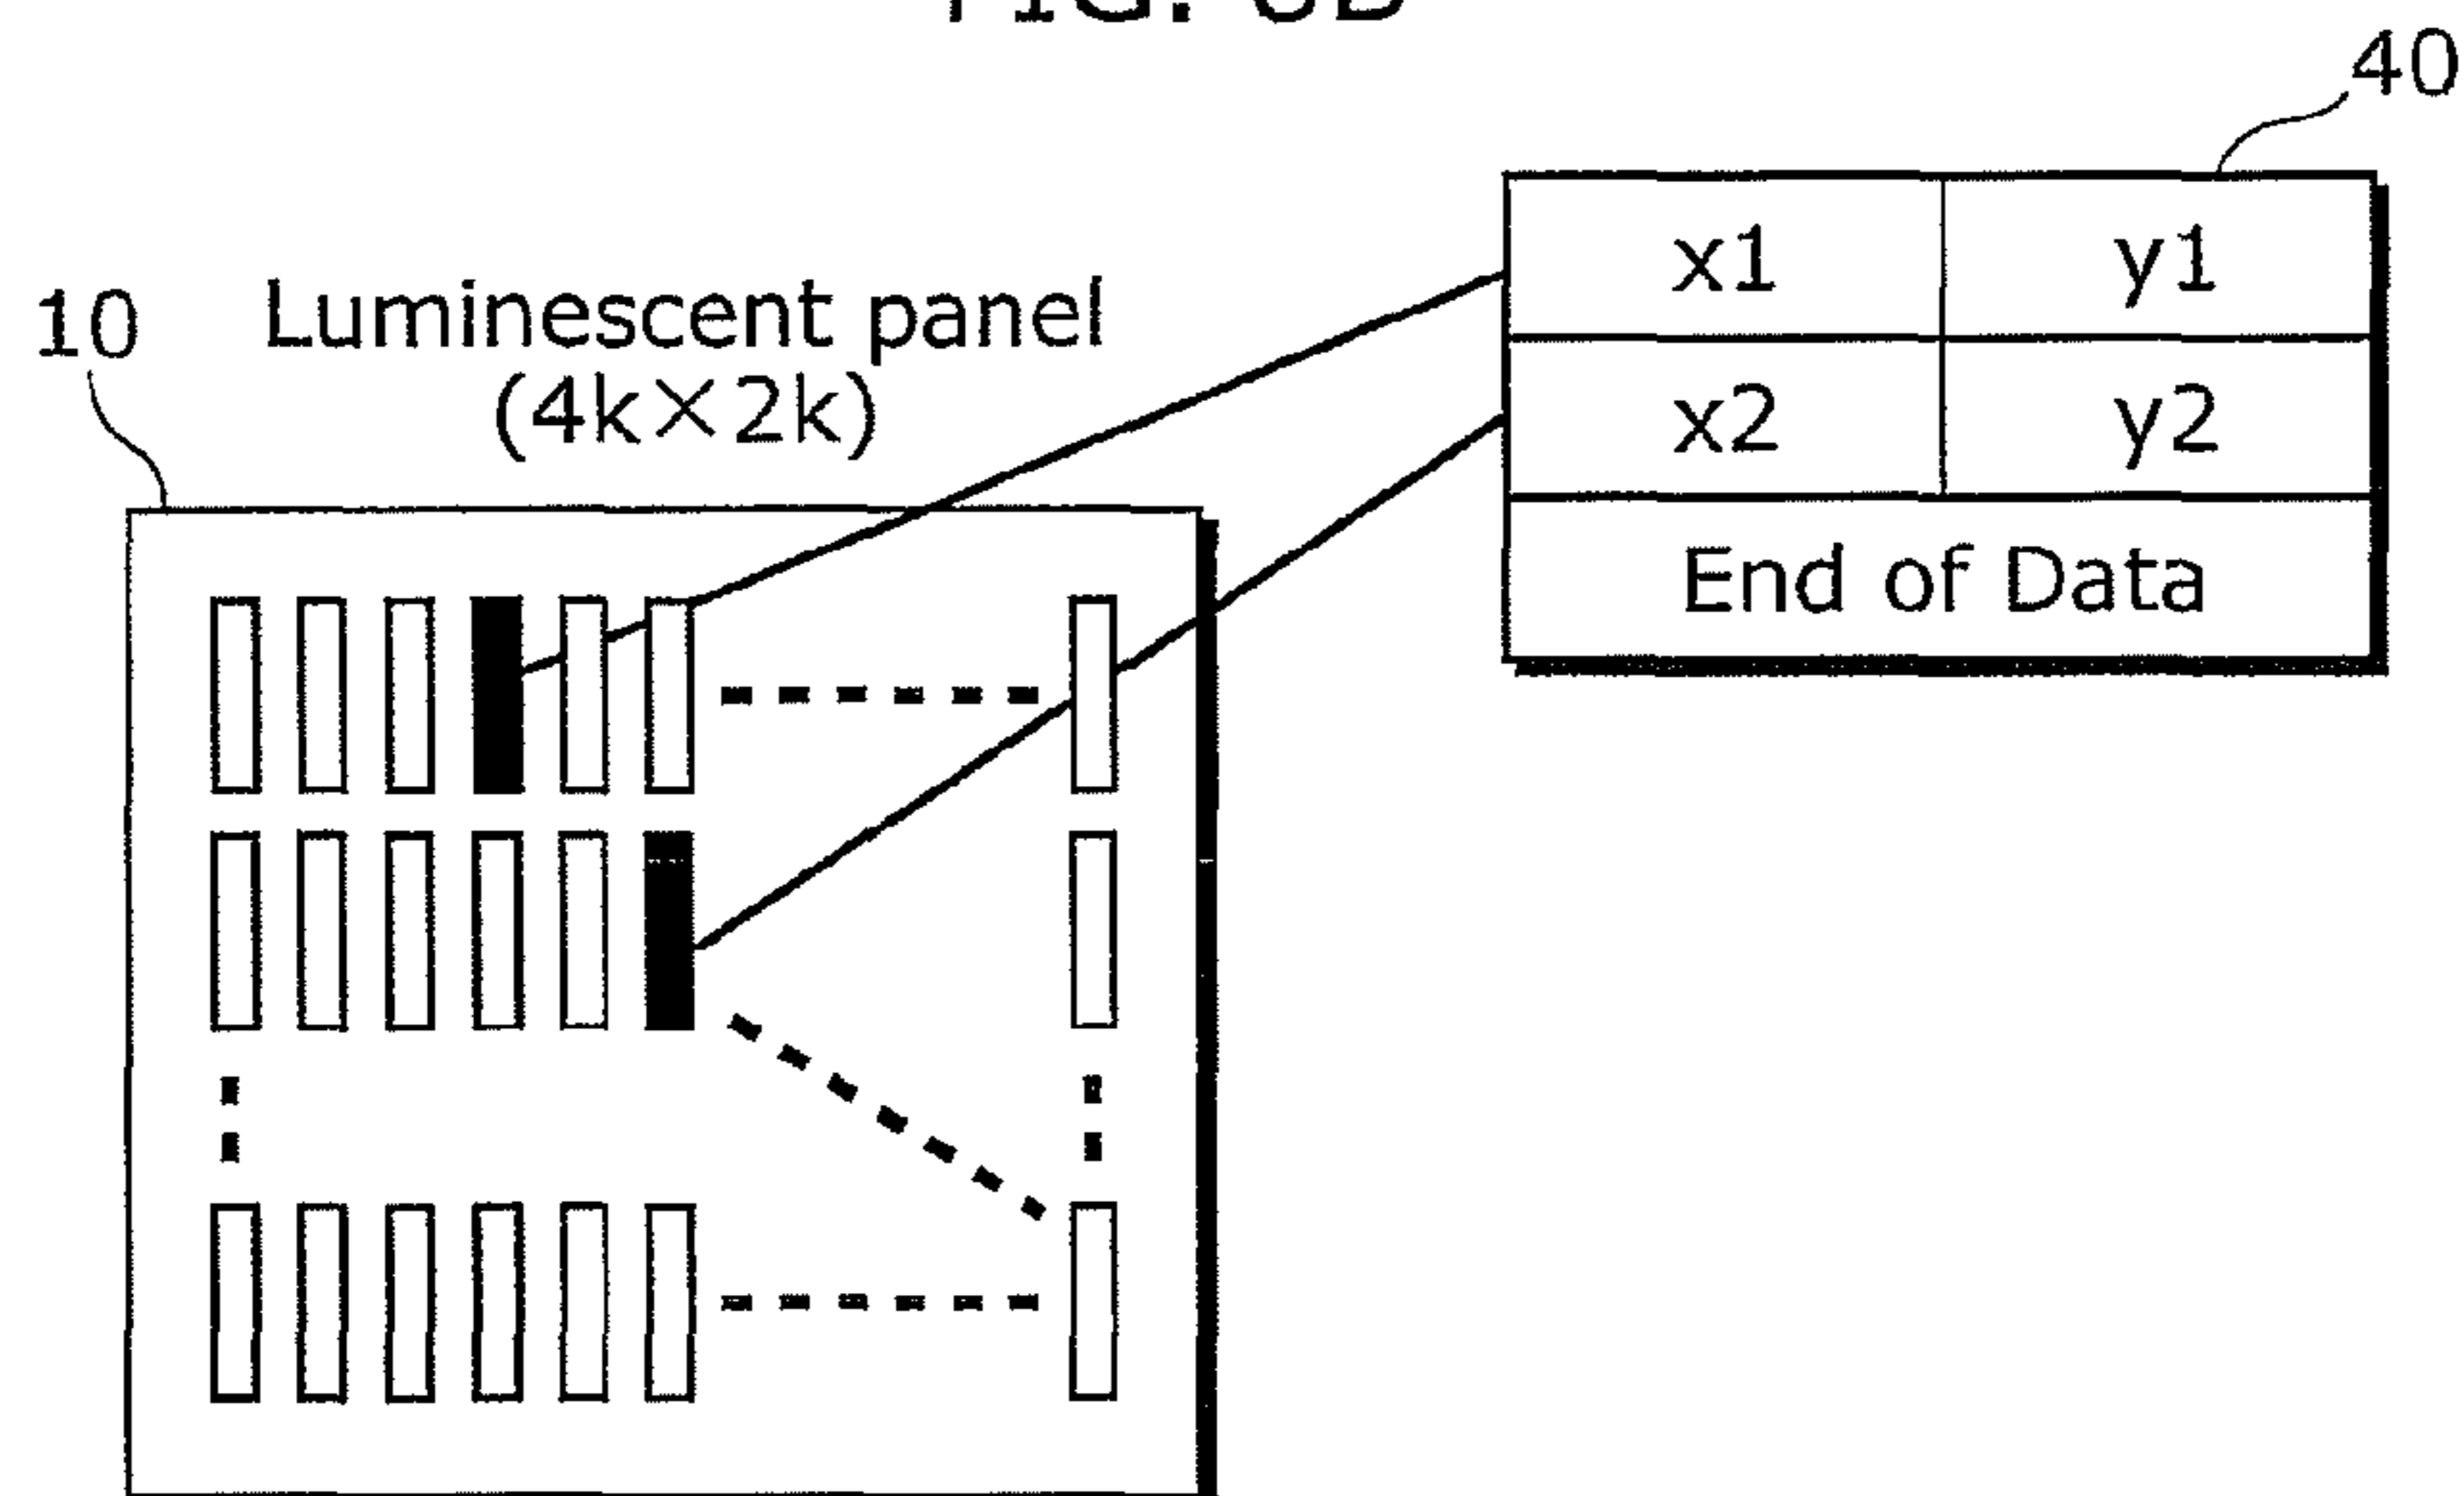 40
x1 y1
10 Luminescent panel
(4k×2k)
x2 y2
End of Data